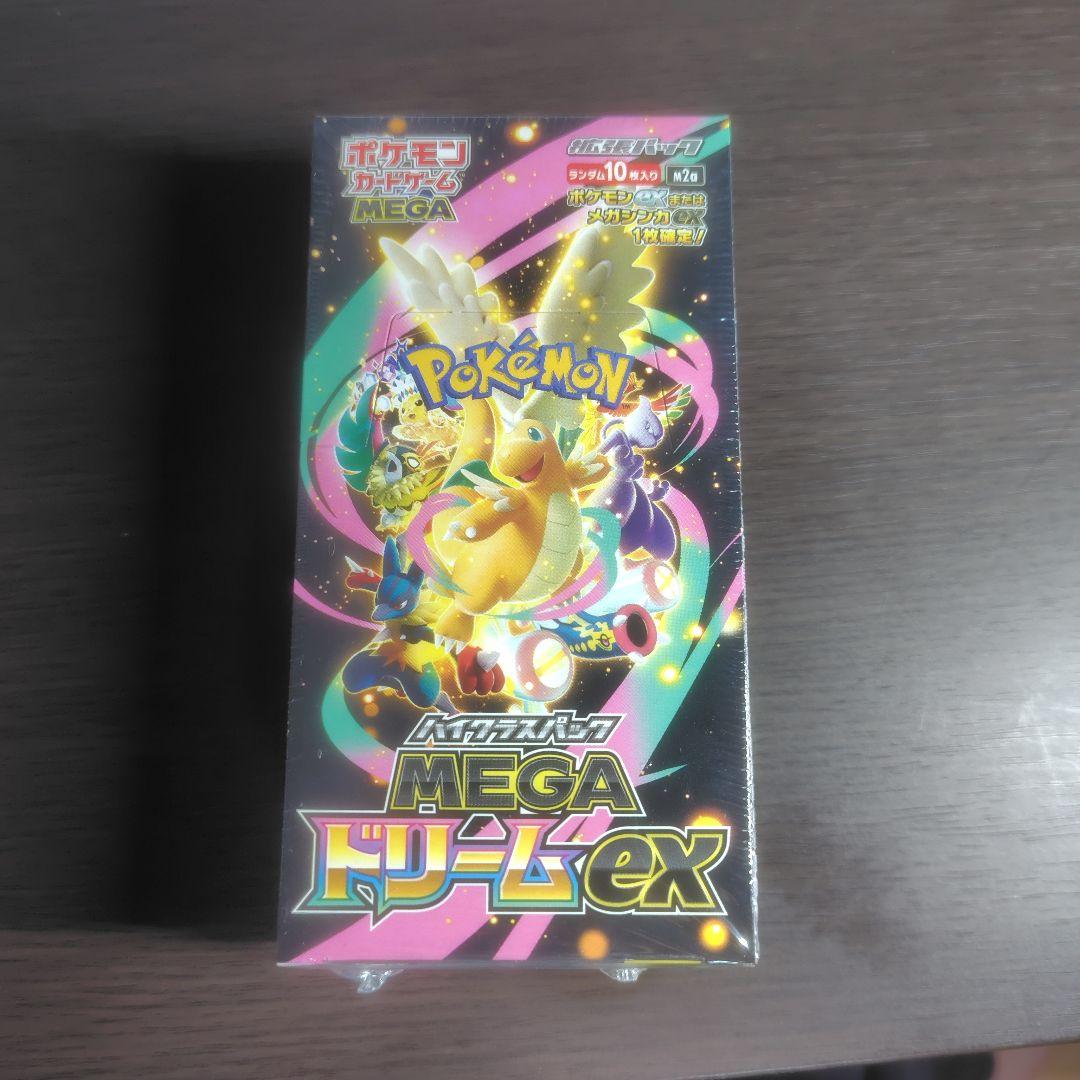 ポケモン
カードゲーム
MEGA
拡張パック
ランダム10枚入り M2a
ポケモンexまたは
メガシンカex
1枚確定!
POKÉMON
TM
ハイクラスパック
MEGA
ドリームex